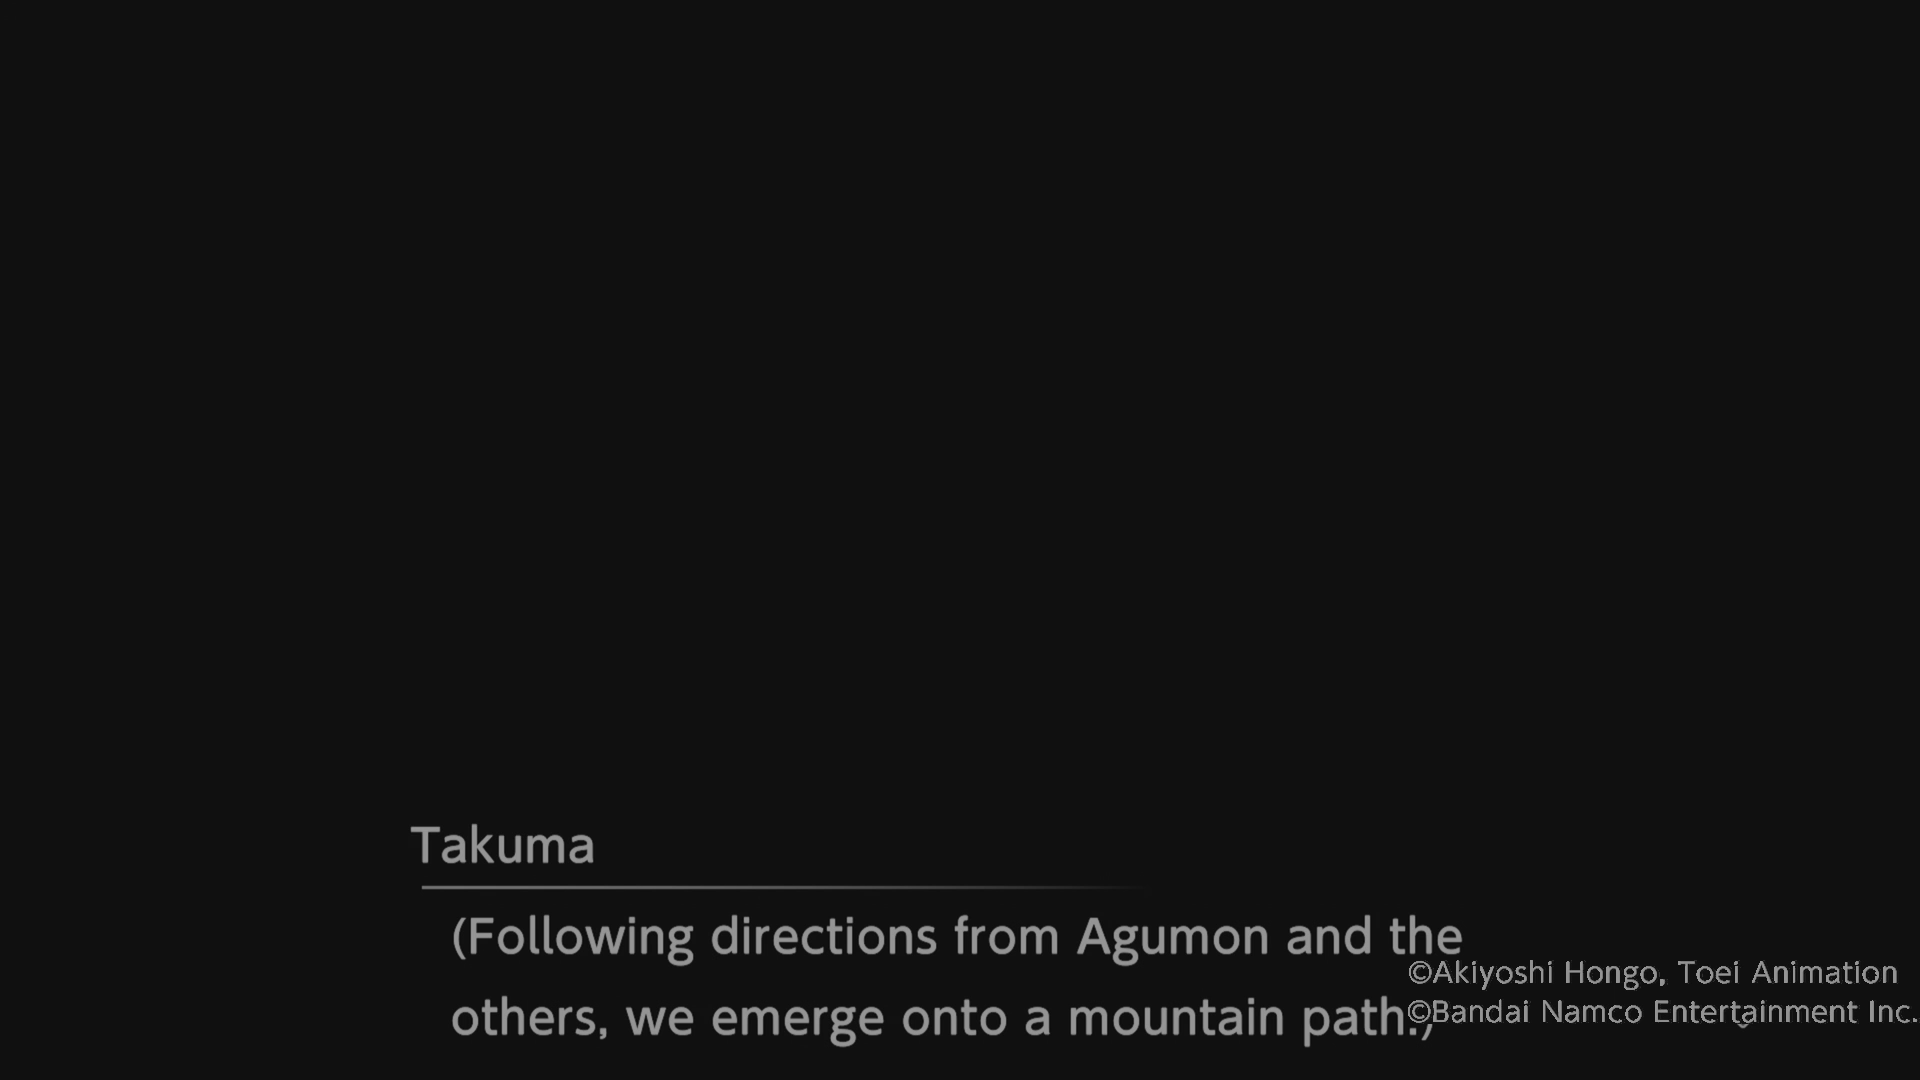 Takuma
(Following directions from Agumon and the
others, we emerge onto a mountain path.)
©Akiyoshi Hongo, Toei Animation
©Bandai Namco Entertainment Inc.